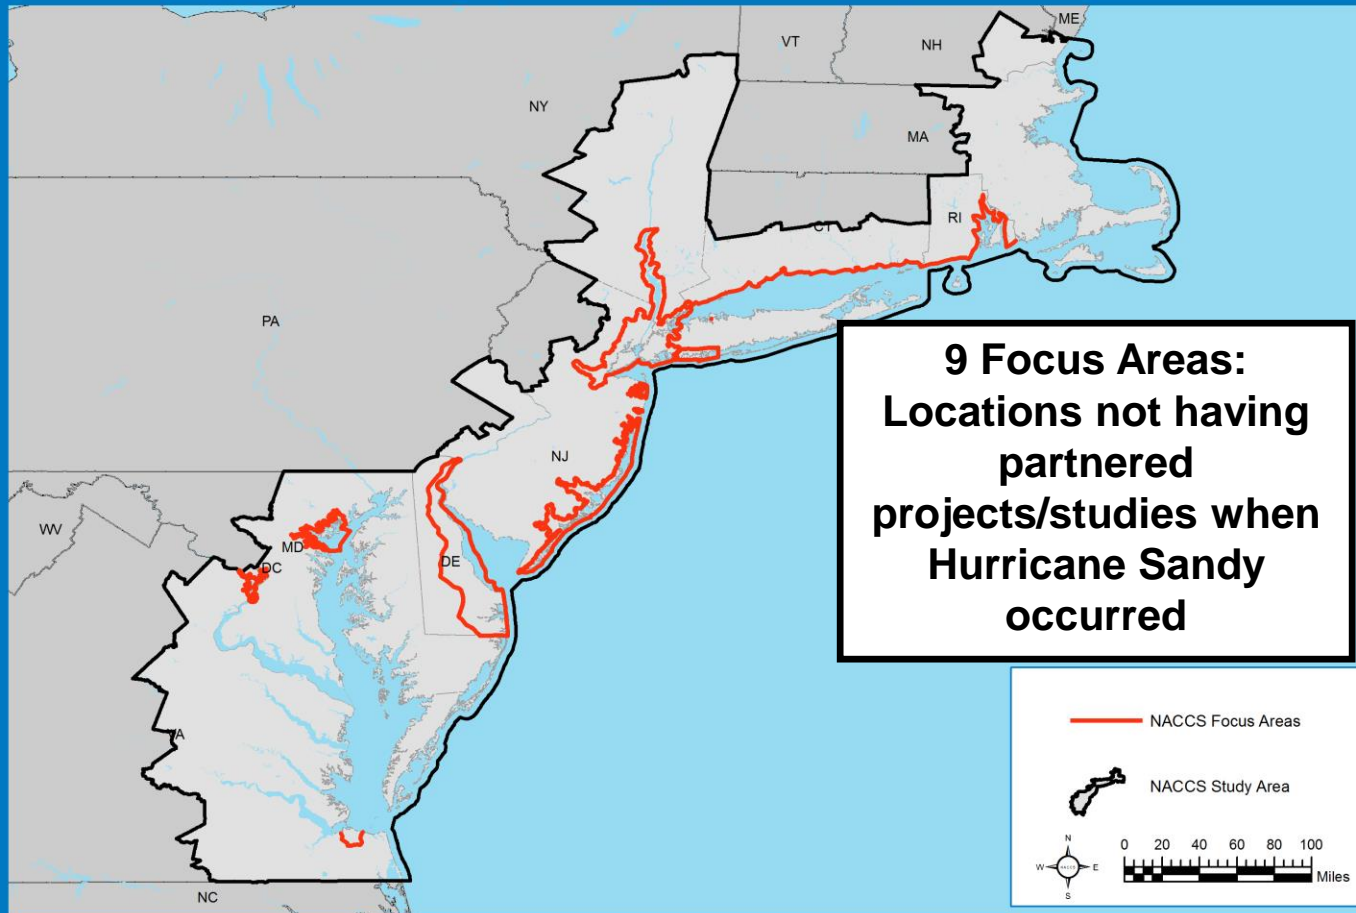 ME
VT
NH
NY
MA
RI
CT
PA
9 Focus Areas:
Locations not having
partnered
projects/studies when
Hurricane Sandy
occurred
NJ
WV
MD
DC
DE
VA
NC
NACCS Focus Areas
NACCS Study Area
N
W NACCS E
S
0 20 40 60 80 100
Miles